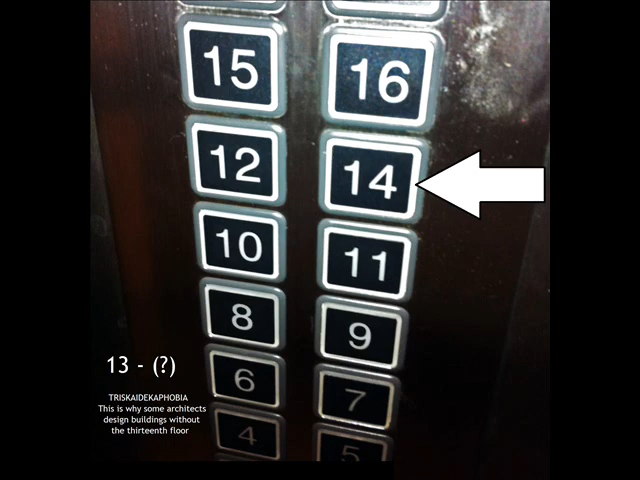 15 16
12 14
10 11
8 9
6 7
4 5
13 - (?)
TRISKAIDEKAPHOBIA
This is why some architects
design buildings without
the thirteenth floor